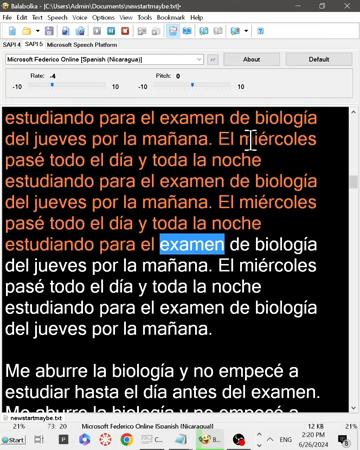 Balabolka - [C:\Users\Admin\Documents\newstartmaybe.txt]
File Edit Speech Voice Options View Tools Bookmark Help
SAPI 4 SAPI 5 Microsoft Speech Platform
Microsoft Federico Online [Spanish (Nicaragua)] About Default
Rate: -4 Pitch: 0
-10 10 -10 10
estudiando para el examen de biología
del jueves por la mañana. El miércoles
pasé todo el día y toda la noche
estudiando para el examen de biología
del jueves por la mañana. El miércoles
pasé todo el día y toda la noche
estudiando para el examen de biología
del jueves por la mañana. El miércoles
pasé todo el día y toda la noche
estudiando para el examen de biología
del jueves por la mañana.
Me aburre la biología y no empecé a
estudiar hasta el día antes del examen.
Me aburre la biología y no empecé a
newstartmaybe.txt
21% 73: 20 Microsoft Federico Online [Spanish (Nicaragua)] 12 KB 21%
Start C... B... ENG 2:20 PM
6/26/2024 8